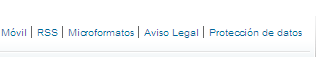 Móvil | RSS | Microformatos | Aviso Legal | Protección de datos